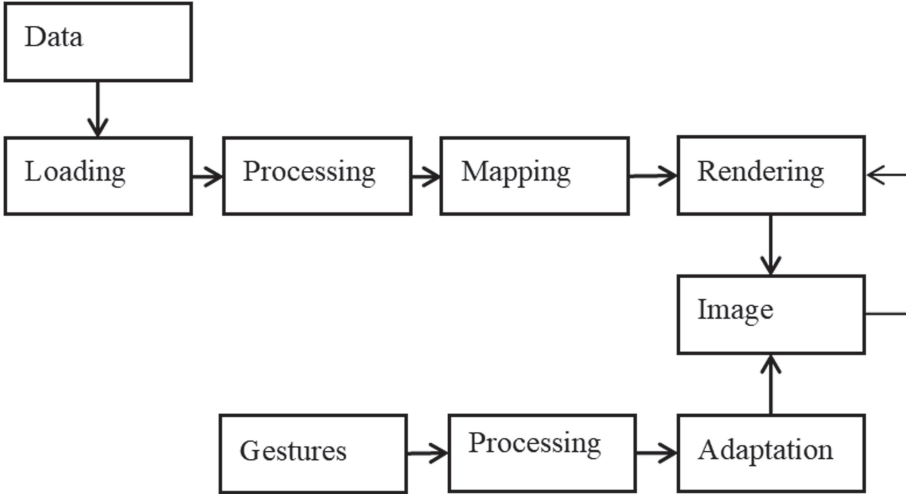 Data
Loading
Processing
Mapping
Rendering
Image
Gestures
Processing
Adaptation